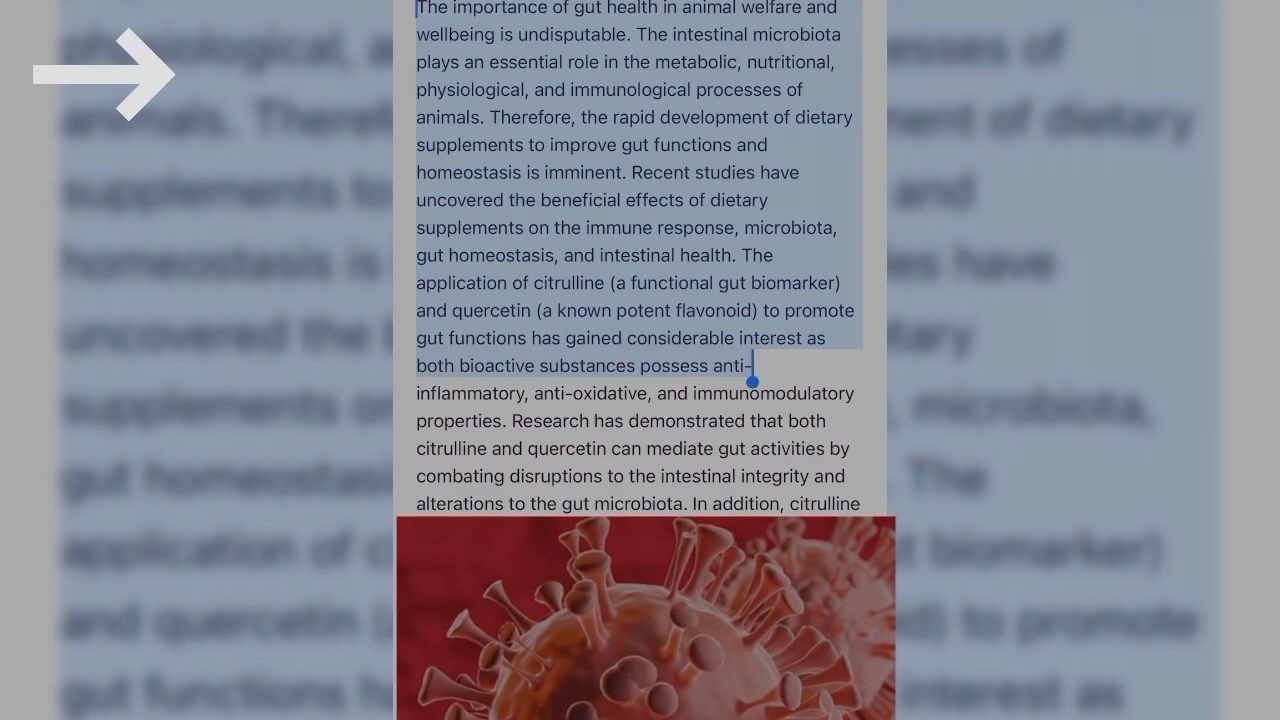 The importance of gut health in animal welfare and
wellbeing is undisputable. The intestinal microbiota
plays an essential role in the metabolic, nutritional,
physiological, and immunological processes of
animals. Therefore, the rapid development of dietary
supplements to improve gut functions and
homeostasis is imminent. Recent studies have
uncovered the beneficial effects of dietary
supplements on the immune response, microbiota,
gut homeostasis, and intestinal health. The
application of citrulline (a functional gut biomarker)
and quercetin (a known potent flavonoid) to promote
gut functions has gained considerable interest as
both bioactive substances possess anti-
inflammatory, anti-oxidative, and immunomodulatory
properties. Research has demonstrated that both
citrulline and quercetin can mediate gut activities by
combating disruptions to the intestinal integrity and
alterations to the gut microbiota. In addition, citrulline